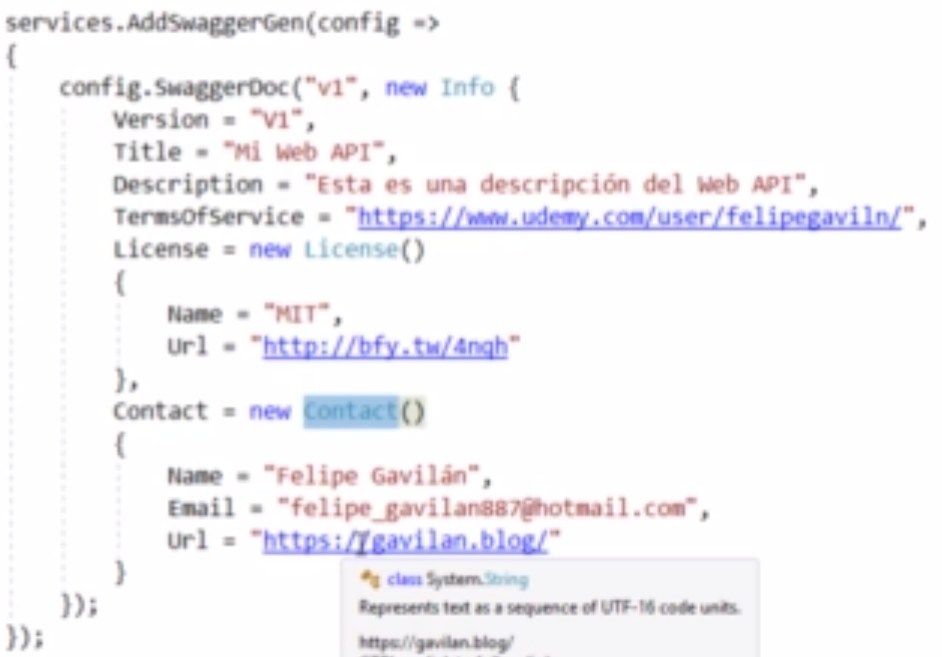 services.AddSwaggerGen(config =>
{
config.SwaggerDoc("v1", new Info {
Version = "V1",
Title = "Mi Web API",
Description = "Esta es una descripción del Web API",
TermsOfService = "https://www.udemy.com/user/felipegaviln/",
License = new License()
{
Name = "MIT",
Url = "http://bfy.tw/4nqh"
},
Contact = new Contact()
{
Name = "Felipe Gavilán",
Email = "felipe_gavilan887@hotmail.com",
Url = "https://gavilan.blog/"
}
});
});
class System.String
Represents text as a sequence of UTF-16 code units.
https://gavilan.blog/